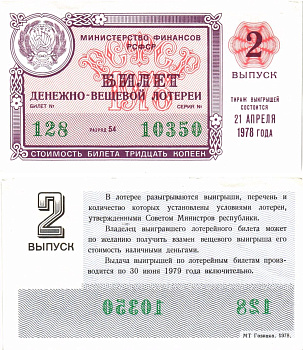 МИНИСТЕРСТВО ФИНАНСОВ
РСФСР
1978
БИЛЕТ
ДЕНЕЖНО-ВЕЩЕВОЙ ЛОТЕРЕИ
БИЛЕТ № СЕРИЯ №
128 РАЗРЯД 54 10350
СТОИМОСТЬ БИЛЕТА ТРИДЦАТЬ КОПЕЕК
2
ВЫПУСК
ТИРАЖ ВЫИГРЫШЕЙ
СОСТОИТСЯ
21 АПРЕЛЯ
1978 ГОДА
2
ВЫПУСК
В лотерее разыгрываются выигрыши, перечень и
количество которых установлены условиями лотереи,
утвержденными Советом Министров республики.
Владелец выигравшего лотерейного билета может
по желанию получить взамен вещевого выигрыша его
стоимость наличными деньгами.
Выдача выигрышей по лотерейным билетам произ-
водится по 30 июня 1979 года включительно.
10350 128
МТ Гознака. 1978.